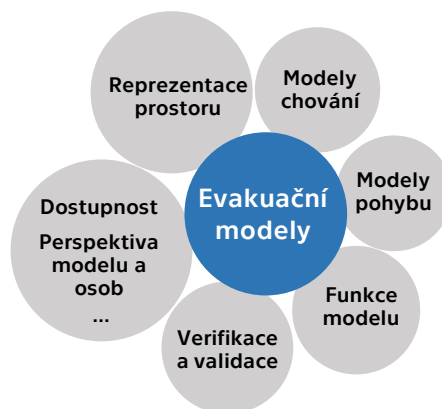 Reprezentace
prostoru
Modely
chování
Evakuační
modely
Modely
pohybu
Dostupnost
Perspektiva
modelu a
osob
...
Funkce
modelu
Verifikace
a validace